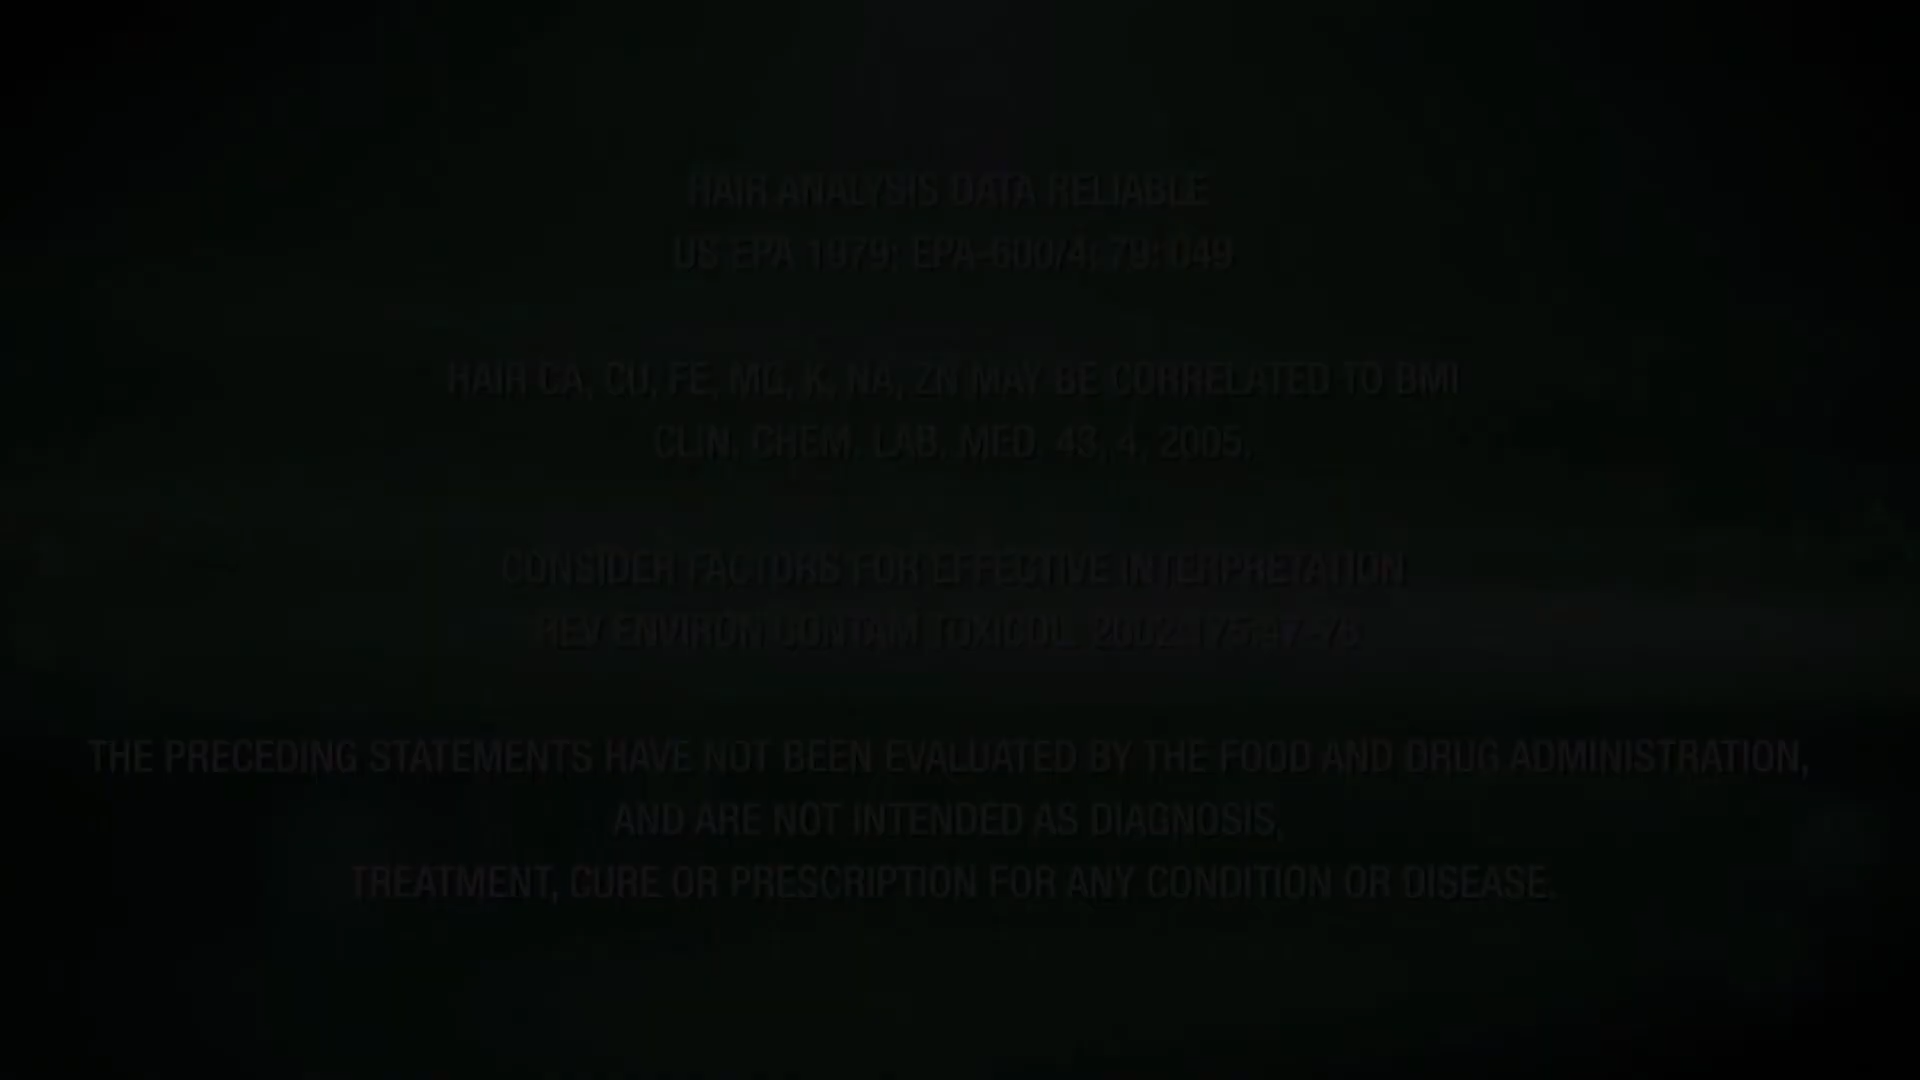 HAIR ANALYSIS DATA RELIABLE
US EPA 1979: EPA-600/4; 79: 049
HAIR CA, CU, FE, MG, K, NA, ZN MAY BE CORRELATED TO BMI
CLIN. CHEM. LAB. MED. 43, 4, 2005.
CONSIDER FACTORS FOR EFFECTIVE INTERPRETATION
REV ENVIRON CONTAM TOXICOL. 2002;175:47-78.
THE PRECEDING STATEMENTS HAVE NOT BEEN EVALUATED BY THE FOOD AND DRUG ADMINISTRATION,
AND ARE NOT INTENDED AS DIAGNOSIS,
TREATMENT, CURE OR PRESCRIPTION FOR ANY CONDITION OR DISEASE.